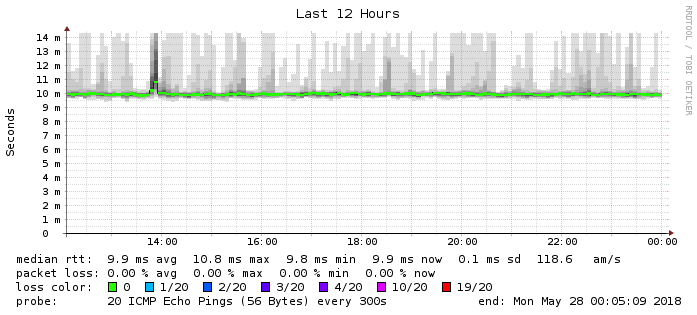 Last 12 Hours
RRDTOOL / TOBI OETIKER
Seconds
14 m
13 m
12 m
11 m
10 m
9 m
8 m
7 m
6 m
5 m
4 m
3 m
2 m
1 m
0
14:00 16:00 18:00 20:00 22:00 00:00
median rtt: 9.9 ms avg 10.8 ms max 9.8 ms min 9.9 ms now 0.1 ms sd 118.6 am/s
packet loss: 0.00 % avg 0.00 % max 0.00 % min 0.00 % now
loss color: 0 1/20 2/20 3/20 4/20 10/20 19/20
probe: 20 ICMP Echo Pings (56 Bytes) every 300s end: Mon May 28 00:05:09 2018